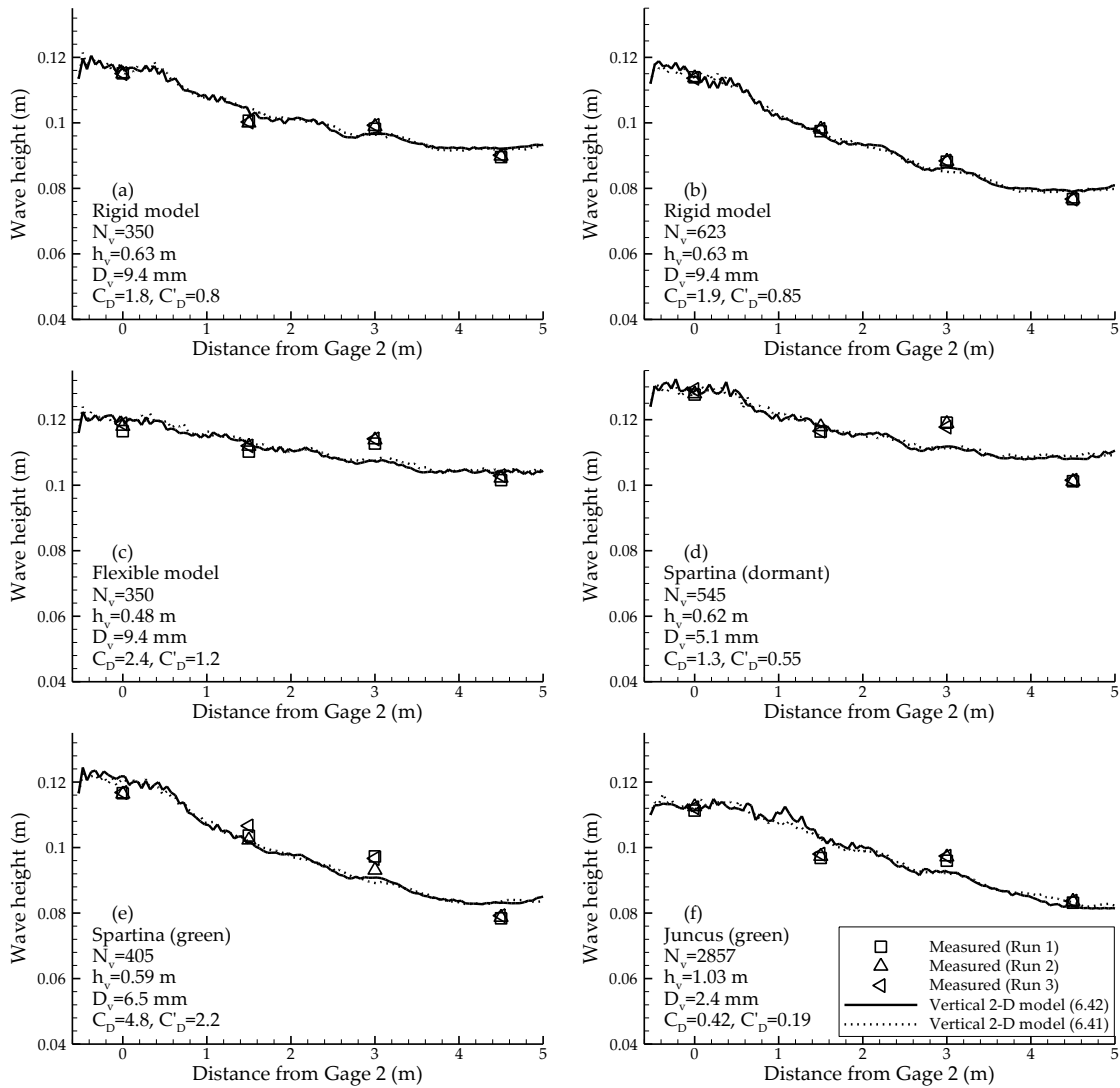 0.12
0.1
0.08
0.06
0.04
Wave height (m)
(a)
Rigid model
N_v=350
h_v=0.63 m
D_v=9.4 mm
C_D=1.8, C'_D=0.8
0 1 2 3 4 5
Distance from Gage 2 (m)
0.12
0.1
0.08
0.06
0.04
Wave height (m)
(b)
Rigid model
N_v=623
h_v=0.63 m
D_v=9.4 mm
C_D=1.9, C'_D=0.85
0 1 2 3 4 5
Distance from Gage 2 (m)
0.12
0.1
0.08
0.06
0.04
Wave height (m)
(c)
Flexible model
N_v=350
h_v=0.48 m
D_v=9.4 mm
C_D=2.4, C'_D=1.2
0 1 2 3 4 5
Distance from Gage 2 (m)
0.12
0.1
0.08
0.06
0.04
Wave height (m)
(d)
Spartina (dormant)
N_v=545
h_v=0.62 m
D_v=5.1 mm
C_D=1.3, C'_D=0.55
0 1 2 3 4 5
Distance from Gage 2 (m)
0.12
0.1
0.08
0.06
0.04
Wave height (m)
(e)
Spartina (green)
N_v=405
h_v=0.59 m
D_v=6.5 mm
C_D=4.8, C'_D=2.2
0 1 2 3 4 5
Distance from Gage 2 (m)
0.12
0.1
0.08
0.06
0.04
Wave height (m)
(f)
Juncus (green)
N_v=2857
h_v=1.03 m
D_v=2.4 mm
C_D=0.42, C'_D=0.19
Measured (Run 1)
Measured (Run 2)
Measured (Run 3)
Vertical 2-D model (6.42)
Vertical 2-D model (6.41)
0 1 2 3 4 5
Distance from Gage 2 (m)